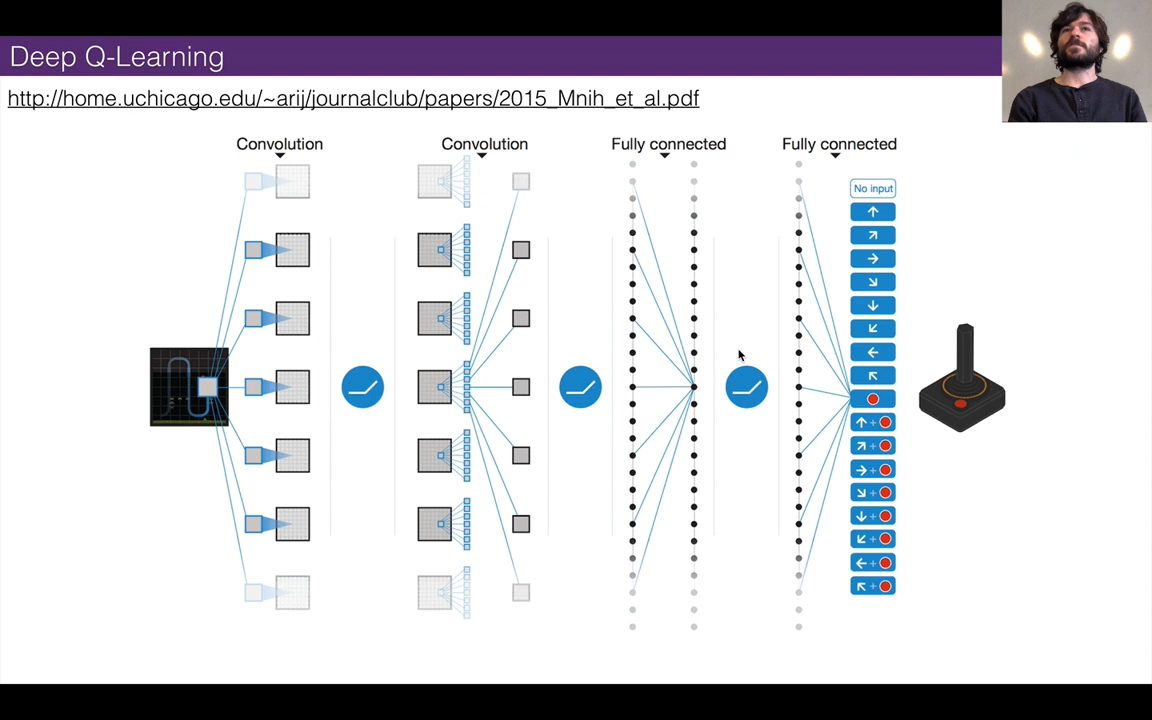 Deep Q-Learning
http://home.uchicago.edu/~arij/journalclub/papers/2015_Mnih_et_al.pdf
Convolution
Convolution
Fully connected
Fully connected
No input